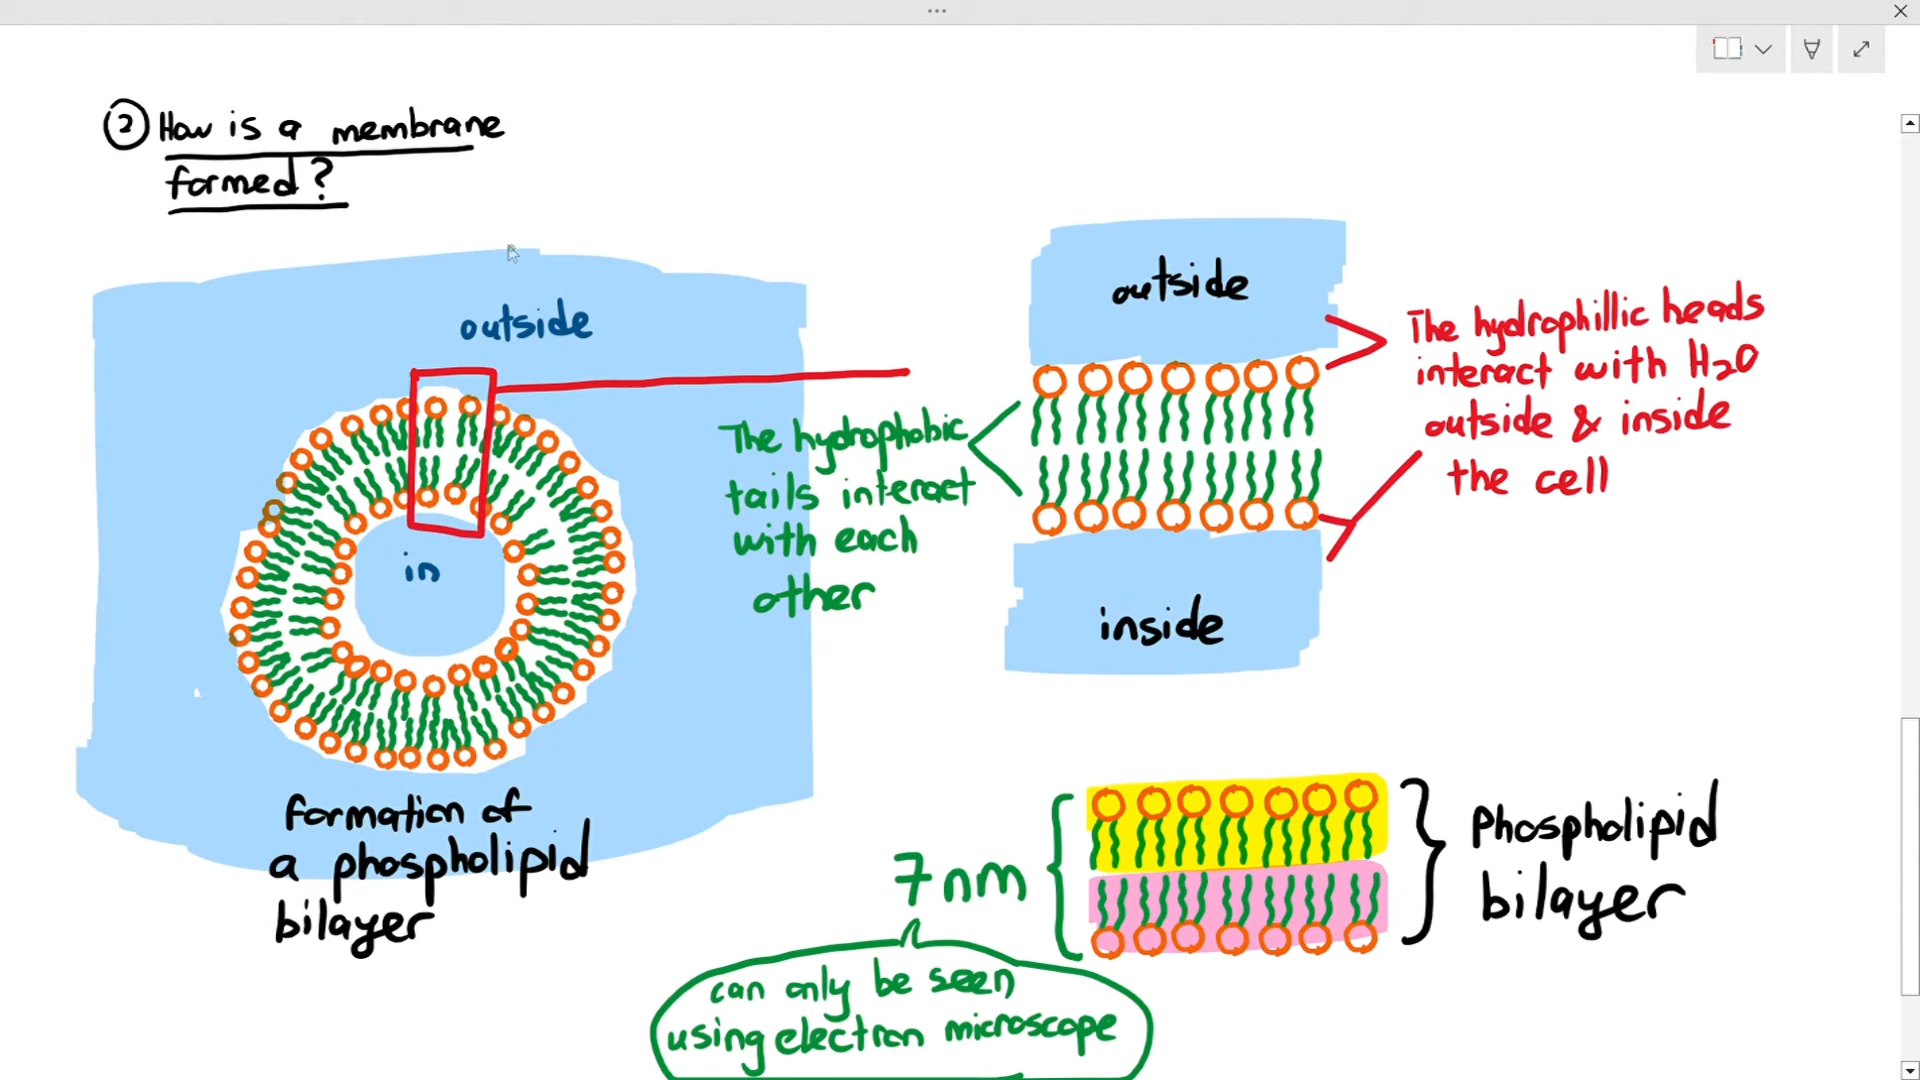 2 How is a membrane
formed?
outside
in
formation of
a phospholipid
bilayer
The hydrophobic
tails interact
with each
other
outside
inside
The hydrophillic heads
interact with H2O
outside & inside
the cell
7nm
can only be seen
using electron microscope
Phospholipid
bilayer